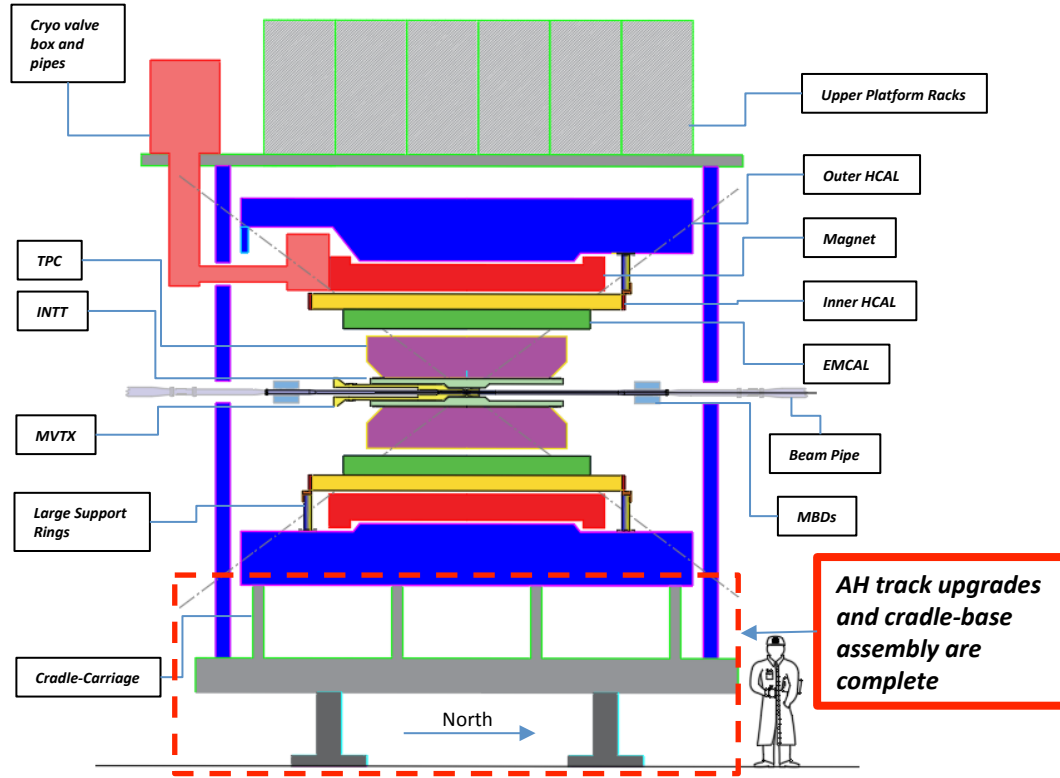 Cryo valve
box and
pipes
Upper Platform Racks
Outer HCAL
TPC
Magnet
INTT
Inner HCAL
EMCAL
MVTX
Beam Pipe
Large Support
Rings
MBDs
AH track upgrades
and cradle-base
assembly are
complete
Cradle-Carriage
North